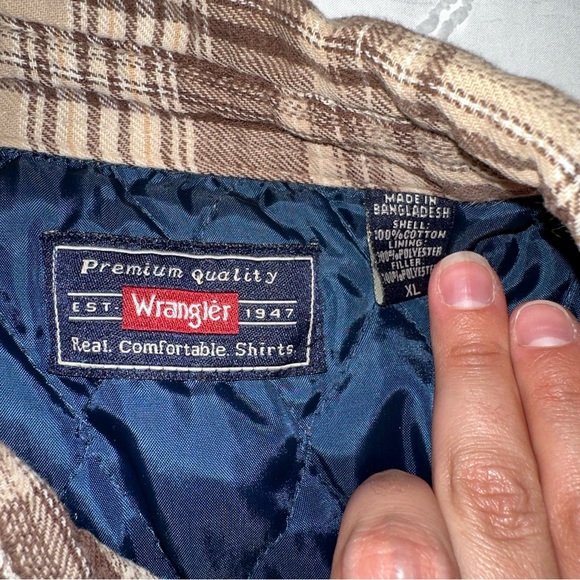 Premium Quality
EST. Wrangler 1947
Real. Comfortable. Shirts.
MADE IN
BANGLADESH
SHELL:
100%COTTON
LINING:
100%POLYESTER
FILLER
100%POLYESTER
XL